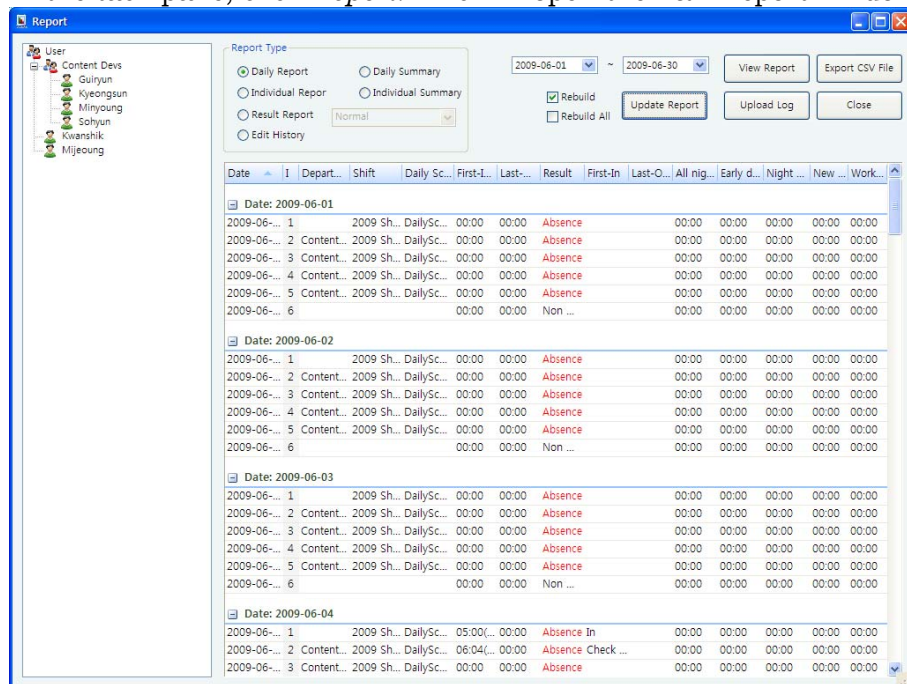 Report
User
Content Devs
Guiryun
Kyeongsun
Minyoung
Sohyun
Kwanshik
Mijeoung
Report Type
Daily Report Daily Summary
Individual Repor Individual Summary
Result Report Normal
Edit History
2009-06-01 ~ 2009-06-30
Rebuild
Rebuild All
Update Report
View Report Export CSV File
Upload Log Close
Date I Depart... Shift Daily Sc... First-I... Last-... Result First-In Last-O... All nig... Early d... Night ... New ... Work...
Date: 2009-06-01
2009-06-... 1 2009 Sh... DailySc... 00:00 00:00 Absence 00:00 00:00 00:00 00:00 00:00
2009-06-... 2 Content... 2009 Sh... DailySc... 00:00 00:00 Absence 00:00 00:00 00:00 00:00 00:00
2009-06-... 3 Content... 2009 Sh... DailySc... 00:00 00:00 Absence 00:00 00:00 00:00 00:00 00:00
2009-06-... 4 Content... 2009 Sh... DailySc... 00:00 00:00 Absence 00:00 00:00 00:00 00:00 00:00
2009-06-... 5 Content... 2009 Sh... DailySc... 00:00 00:00 Absence 00:00 00:00 00:00 00:00 00:00
2009-06-... 6 00:00 00:00 Non ... 00:00 00:00 00:00 00:00 00:00
Date: 2009-06-02
2009-06-... 1 2009 Sh... DailySc... 00:00 00:00 Absence 00:00 00:00 00:00 00:00 00:00
2009-06-... 2 Content... 2009 Sh... DailySc... 00:00 00:00 Absence 00:00 00:00 00:00 00:00 00:00
2009-06-... 3 Content... 2009 Sh... DailySc... 00:00 00:00 Absence 00:00 00:00 00:00 00:00 00:00
2009-06-... 4 Content... 2009 Sh... DailySc... 00:00 00:00 Absence 00:00 00:00 00:00 00:00 00:00
2009-06-... 5 Content... 2009 Sh... DailySc... 00:00 00:00 Absence 00:00 00:00 00:00 00:00 00:00
2009-06-... 6 00:00 00:00 Non ... 00:00 00:00 00:00 00:00 00:00
Date: 2009-06-03
2009-06-... 1 2009 Sh... DailySc... 00:00 00:00 Absence 00:00 00:00 00:00 00:00 00:00
2009-06-... 2 Content... 2009 Sh... DailySc... 00:00 00:00 Absence 00:00 00:00 00:00 00:00 00:00
2009-06-... 3 Content... 2009 Sh... DailySc... 00:00 00:00 Absence 00:00 00:00 00:00 00:00 00:00
2009-06-... 4 Content... 2009 Sh... DailySc... 00:00 00:00 Absence 00:00 00:00 00:00 00:00 00:00
2009-06-... 5 Content... 2009 Sh... DailySc... 00:00 00:00 Absence 00:00 00:00 00:00 00:00 00:00
2009-06-... 6 00:00 00:00 Non ... 00:00 00:00 00:00 00:00 00:00
Date: 2009-06-04
2009-06-... 1 2009 Sh... DailySc... 05:00(... 00:00 Absence In 00:00 00:00 00:00 00:00 00:00
2009-06-... 2 Content... 2009 Sh... DailySc... 06:04(... 00:00 Absence Check ... 00:00 00:00 00:00 00:00 00:00
2009-06-... 3 Content... 2009 Sh... DailySc... 00:00 00:00 Absence 00:00 00:00 00:00 00:00 00:00